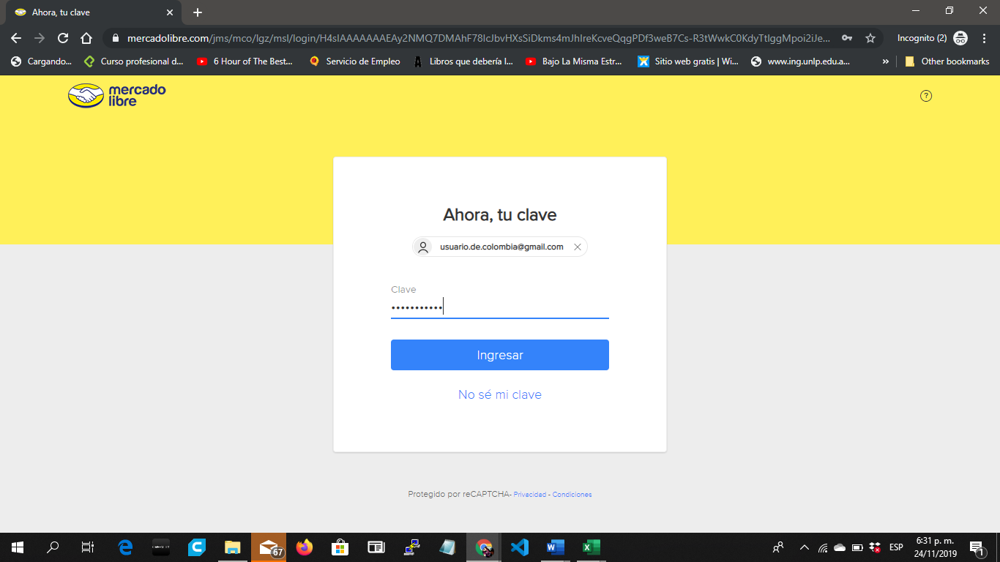 Ahora, tu clave
mercadolibre.com/jms/mco/lgz/msl/login/
Incognito (2)
Cargando...
Curso profesional d...
6 Hour of The Best...
Servicio de Empleo
Libros que debería l...
Bajo La Misma Estr...
Sitio web gratis | Wi...
www.ing.unlp.edu.a...
»
Other bookmarks
mercado
libre
?
Ahora, tu clave
usuario.de.colombia@gmail.com
Clave
•••••••••••
Ingresar
No sé mi clave
Protegido por reCAPTCHA- Privacidad - Condiciones
67
ESP
6:31 p. m.
24/11/2019
1